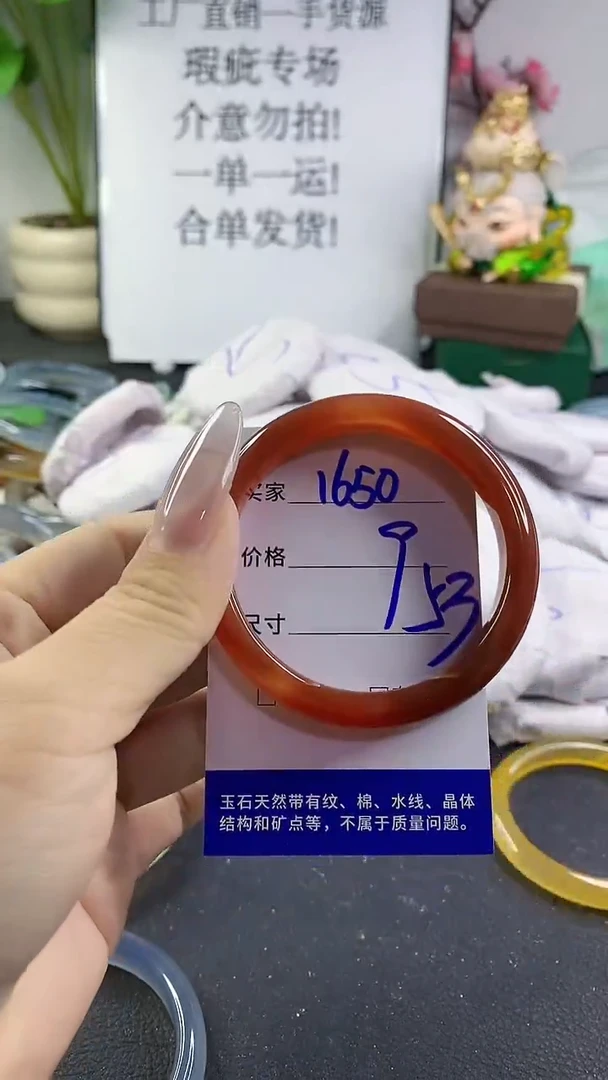 工厂直销一手货源
瑕疵专场
介意勿拍!
一单一运!
合单发货!
买家 1650
价格 9
尺寸 53
玉石天然带有纹、棉、水线、晶体
结构和矿点等，不属于质量问题。